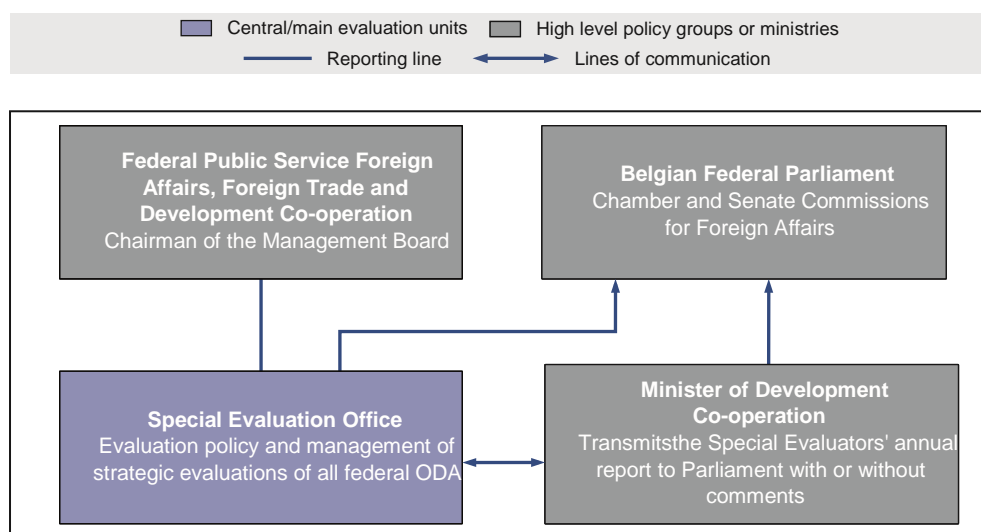 Central/main evaluation units
High level policy groups or ministries
Reporting line
Lines of communication
Federal Public Service Foreign
Affairs, Foreign Trade and
Development Co-operation
Chairman of the Management Board
Belgian Federal Parliament
Chamber and Senate Commissions
for Foreign Affairs
Special Evaluation Office
Evaluation policy and management of
strategic evaluations of all federal ODA
Minister of Development
Co-operation
Transmitsthe Special Evaluators' annual
report to Parliament with or without
comments